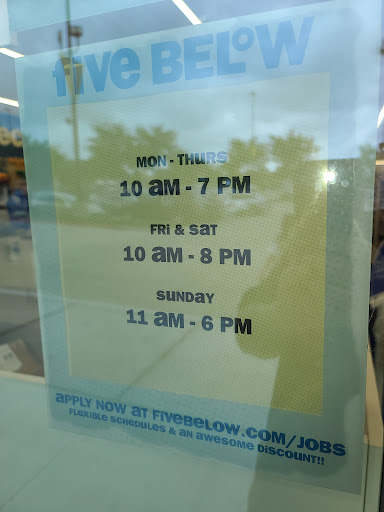 five BELOW
MON - THURS
10 aM - 7 PM
FRi & SaT
10 aM - 8 PM
SUNDaY
11 aM - 6 PM
aPPLY NOW aT FiVeBeLOW.COM/JOBS
FLeXiBLe SCHeDULeS & aN aWeSOMe DiSCOUNT!!